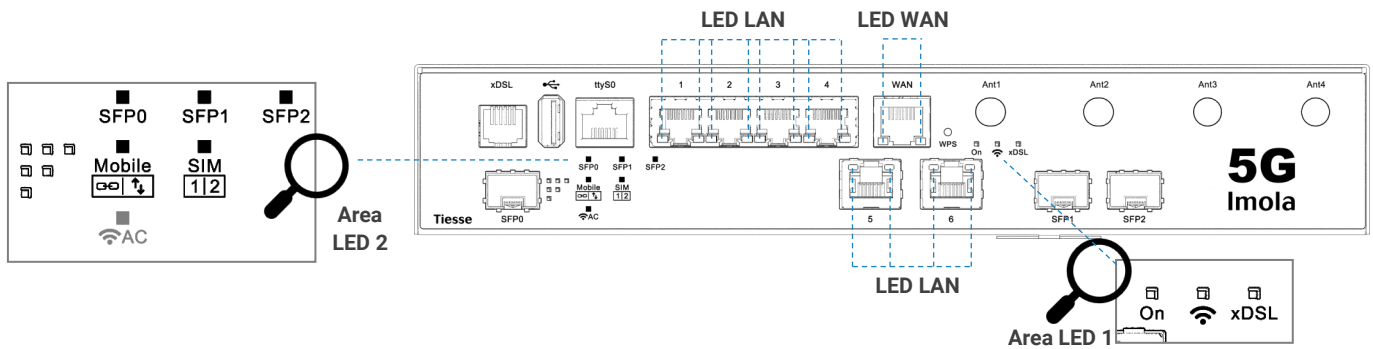 LED LAN LED WAN
xDSL ttyS0 1 2 3 4 WAN Ant1 Ant2 Ant3 Ant4
SFP0 SFP1 SFP2
Mobile SIM
1|2
AC
Area
LED 2
SFP0 SFP1 SFP2
Mobile SIM
1|2
AC
WPS On xDSL
5G
Imola
Tiesse SFP0 5 6 SFP1 SFP2
LED LAN
On xDSL
Area LED 1